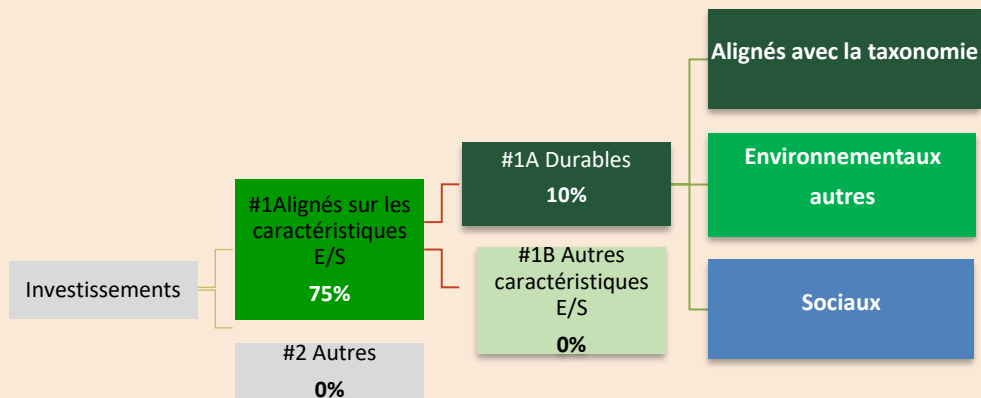 Investissements
#1Alignés sur les
caractéristiques
E/S
75%
#2 Autres
0%
#1A Durables
10%
#1B Autres
caractéristiques
E/S
0%
Alignés avec la taxonomie
Environnementaux
autres
Sociaux